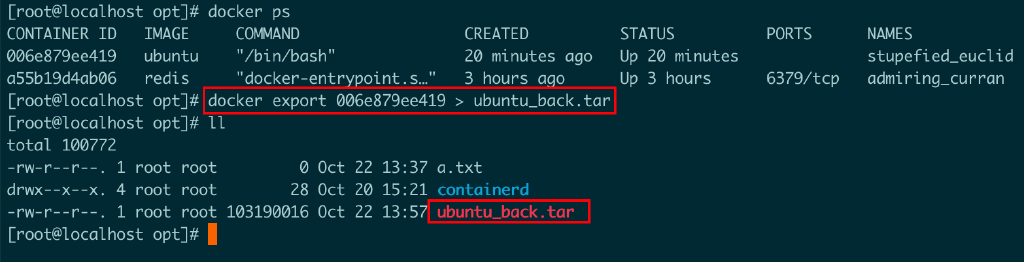 [root@localhost opt]# docker ps
CONTAINER ID   IMAGE     COMMAND                  CREATED          STATUS          PORTS      NAMES
006e879ee419   ubuntu    "/bin/bash"              20 minutes ago   Up 20 minutes              stupefied_euclid
a55b19d4ab06   redis     "docker-entrypoint.s…"   3 hours ago      Up 3 hours      6379/tcp   admiring_curran
[root@localhost opt]# docker export 006e879ee419 > ubuntu_back.tar
[root@localhost opt]# ll
total 100772
-rw-r--r--. 1 root root         0 Oct 22 13:37 a.txt
drwx--x--x. 4 root root        28 Oct 20 15:21 containerd
-rw-r--r--. 1 root root 103190016 Oct 22 13:57 ubuntu_back.tar
[root@localhost opt]#